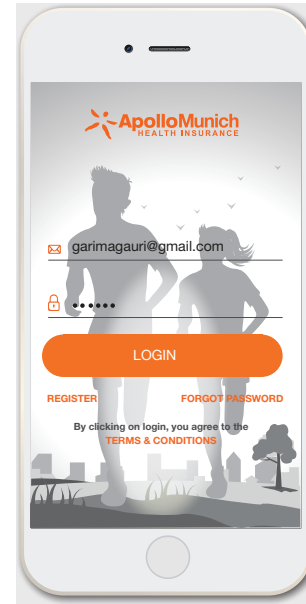 ApolloMunich
HEALTH INSURANCE
garimagauri@gmail.com
••••••
LOGIN
REGISTER FORGOT PASSWORD
By clicking on login, you agree to the
TERMS & CONDITIONS